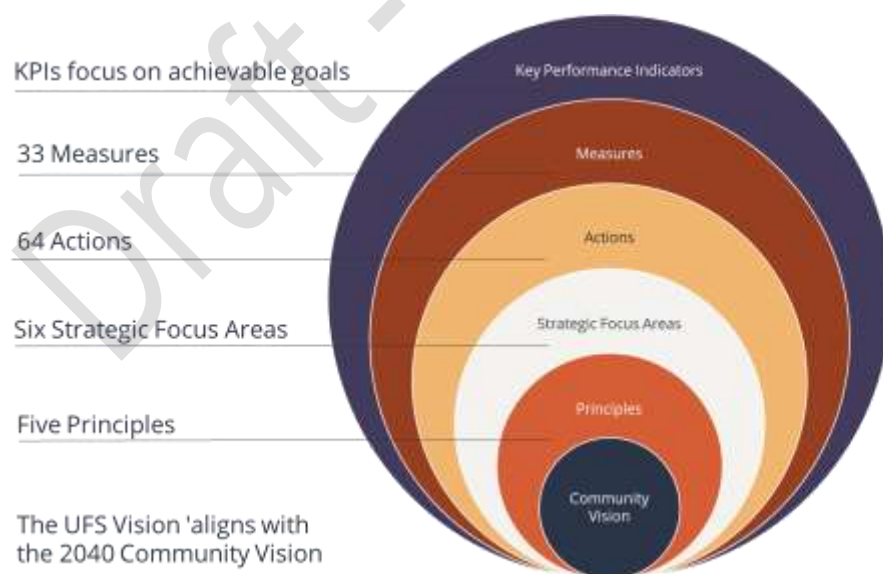 Draft -
KPIs focus on achievable goals
Key Performance Indicators
33 Measures
Measures
64 Actions
Actions
Six Strategic Focus Areas
Strategic Focus Areas
Five Principles
Principles
The UFS Vision 'aligns with
the 2040 Community Vision
Community
Vision